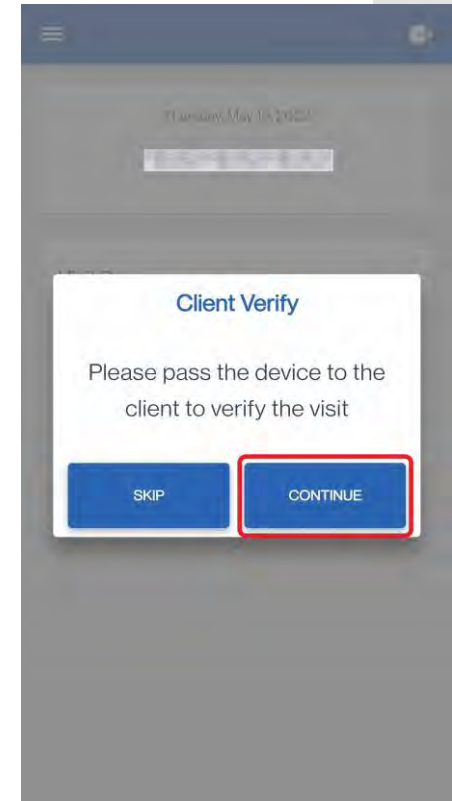 Client Verify
Please pass the device to the
client to verify the visit
SKIP
CONTINUE